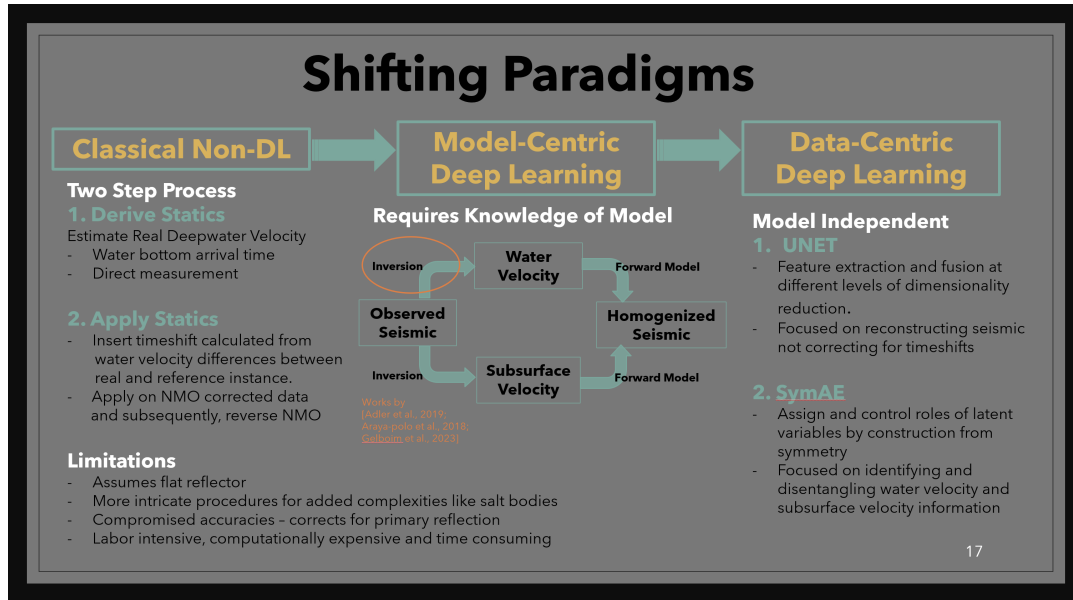 Shifting Paradigms
Classical Non-DL
Two Step Process
1. Derive Statics
Estimate Real Deepwater Velocity
- Water bottom arrival time
- Direct measurement
2. Apply Statics
- Insert timeshift calculated from
water velocity differences between
real and reference instance.
- Apply on NMO corrected data
and subsequently, reverse NMO
Limitations
- Assumes flat reflector
- More intricate procedures for added complexities like salt bodies
- Compromised accuracies – corrects for primary reflection
- Labor intensive, computationally expensive and time consuming
Model-Centric
Deep Learning
Requires Knowledge of Model
Inversion
Water
Velocity
Forward Model
Observed
Seismic
Homogenized
Seismic
Inversion
Subsurface
Velocity
Forward Model
Works by
[Adler et al., 2019;
Araya-polo et al., 2018;
Gelboim et al., 2023]
Data-Centric
Deep Learning
Model Independent
1. UNET
- Feature extraction and fusion at
different levels of dimensionality
reduction.
- Focused on reconstructing seismic
not correcting for timeshifts
2. SymAE
- Assign and control roles of latent
variables by construction from
symmetry
- Focused on identifying and
disentangling water velocity and
subsurface velocity information
17